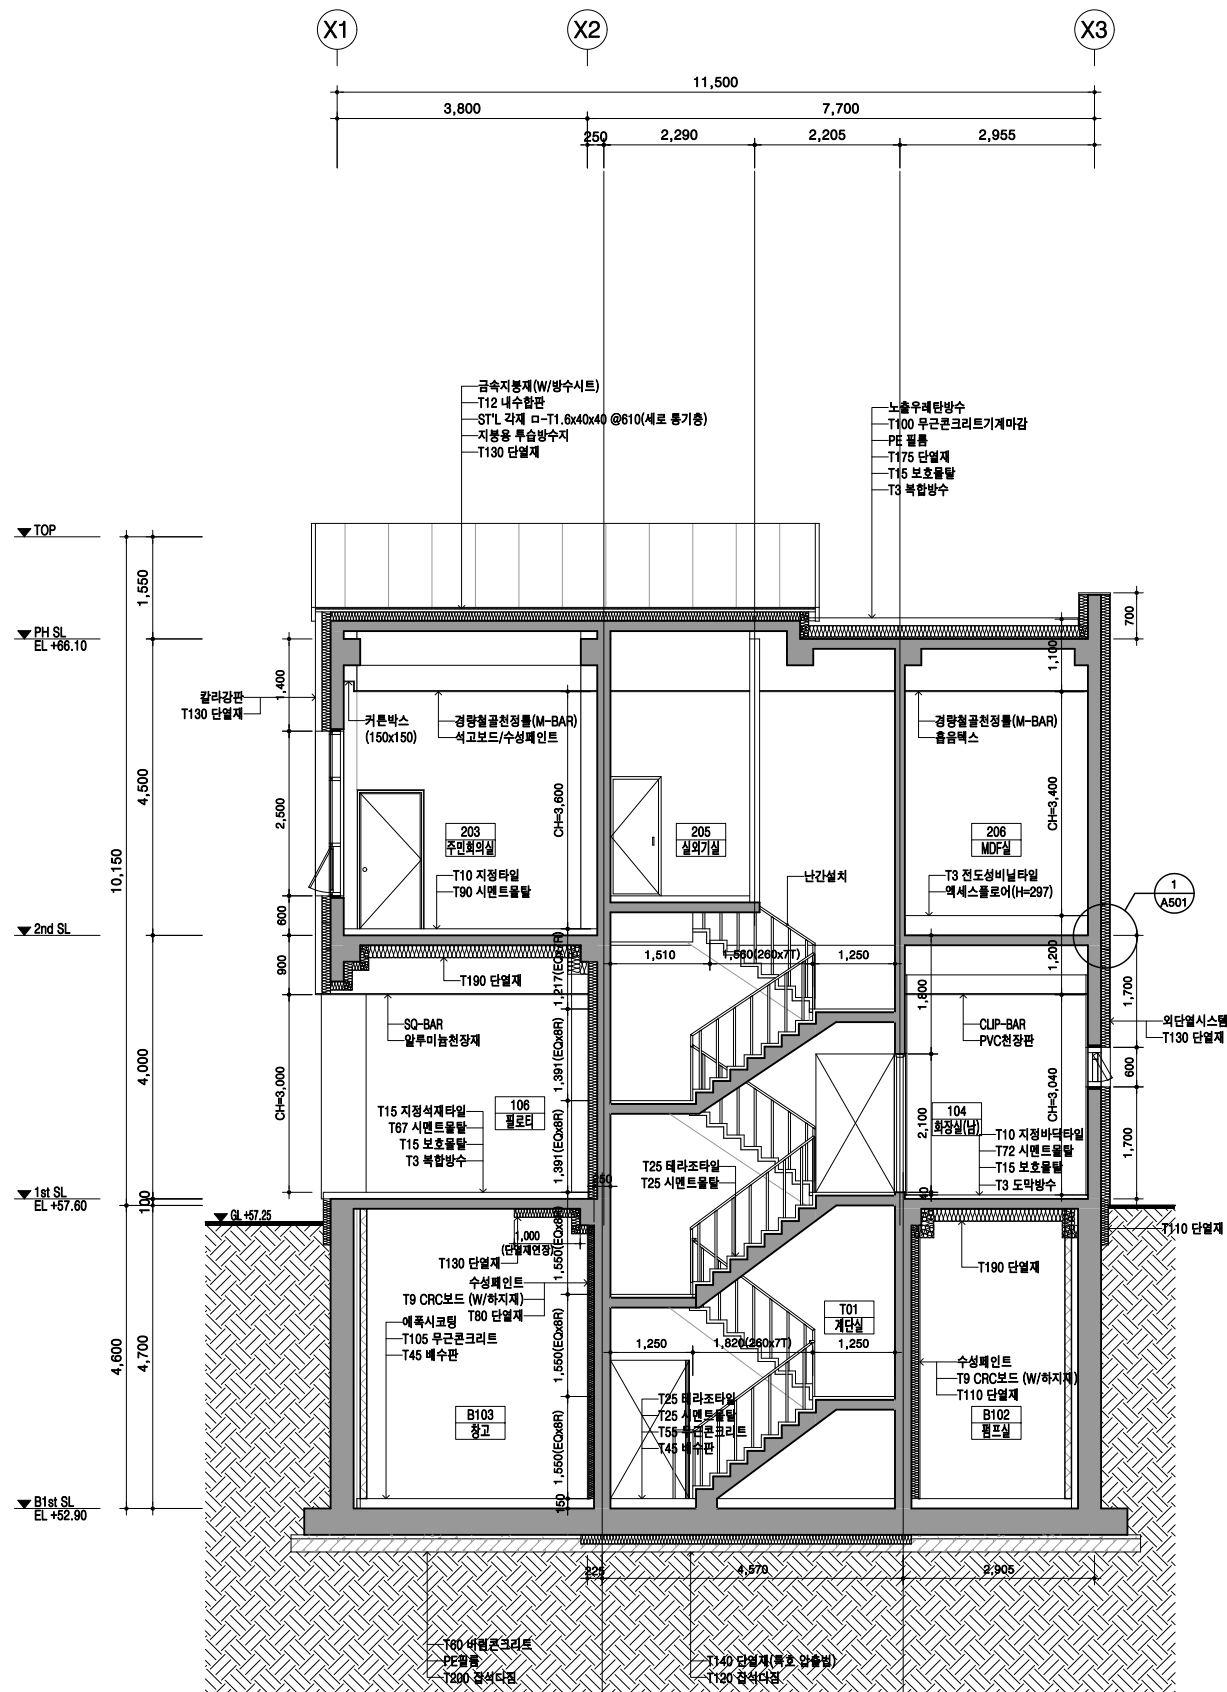 X1
X2
X3
11,500
3,800
7,700
250
2,290
2,205
2,955
금속지붕재(W/방수시트)
T12 내수합판
ST'L 각재 ㅁ-T1.6x40x40 @610(세로 통기층)
지붕용 투습방수지
T130 단열재
노출우레탄방수
T100 무근콘크리트기계마감
PE 필름
T175 단열재
T15 보호몰탈
T3 복합방수
TOP
1,550
700
PH SL
EL +66.10
1,400
1,100
칼라강판
T130 단열재
커튼박스
(150x150)
경량철골천정틀(M-BAR)
석고보드/수성페인트
경량철골천정틀(M-BAR)
흡음텍스
4,500
2,500
CH=3,600
CH=3,400
203
주민회의실
205
실외기실
206
MDF실
10,150
T10 지정타일
T90 시멘트몰탈
난간설치
T3 전도성비닐타일
액세스플로어(H=297)
1
A501
600
2nd SL
900
1,217(EQx7R)
1,510
1,560(260x7T)
1,250
1,200
T190 단열재
1,800
1,700
SQ-BAR
알루미늄천장재
CLIP-BAR
PVC천장판
외단열시스템
T130 단열재
4,000
CH=3,000
1,391(EQx8R)
600
CH=3,040
106
필로티
104
화장실(남)
2,100
T15 지정석재타일
T67 시멘트몰탈
T15 보호몰탈
T3 복합방수
1,391(EQx8R)
T10 지정바닥타일
T72 시멘트몰탈
T15 보호몰탈
T3 도막방수
1,700
T25 테라조타일
T25 시멘트몰탈
1st SL
EL +57.60
100
GL +57.25
T110 단열재
1,000
(단열재연장)
T130 단열재
1,550(EQx8R)
T190 단열재
수성페인트
T9 CRC보드 (W/하지재)
T80 단열재
에폭시코팅
T105 무근콘크리트
T45 배수판
T01
계단실
1,250
1,820(260x7T)
1,250
4,600
4,700
1,550(EQx8R)
수성페인트
T9 CRC보드 (W/하지재)
T110 단열재
T25 테라조타일
T25 시멘트몰탈
T55 무근콘크리트
T45 배수판
B103
창고
B102
펌프실
1,550(EQx8R)
150
B1st SL
EL +52.90
225
4,570
2,905
T60 버림콘크리트
PE필름
T200 잡석다짐
T140 단열재(특호 압출법)
T120 잡석다짐